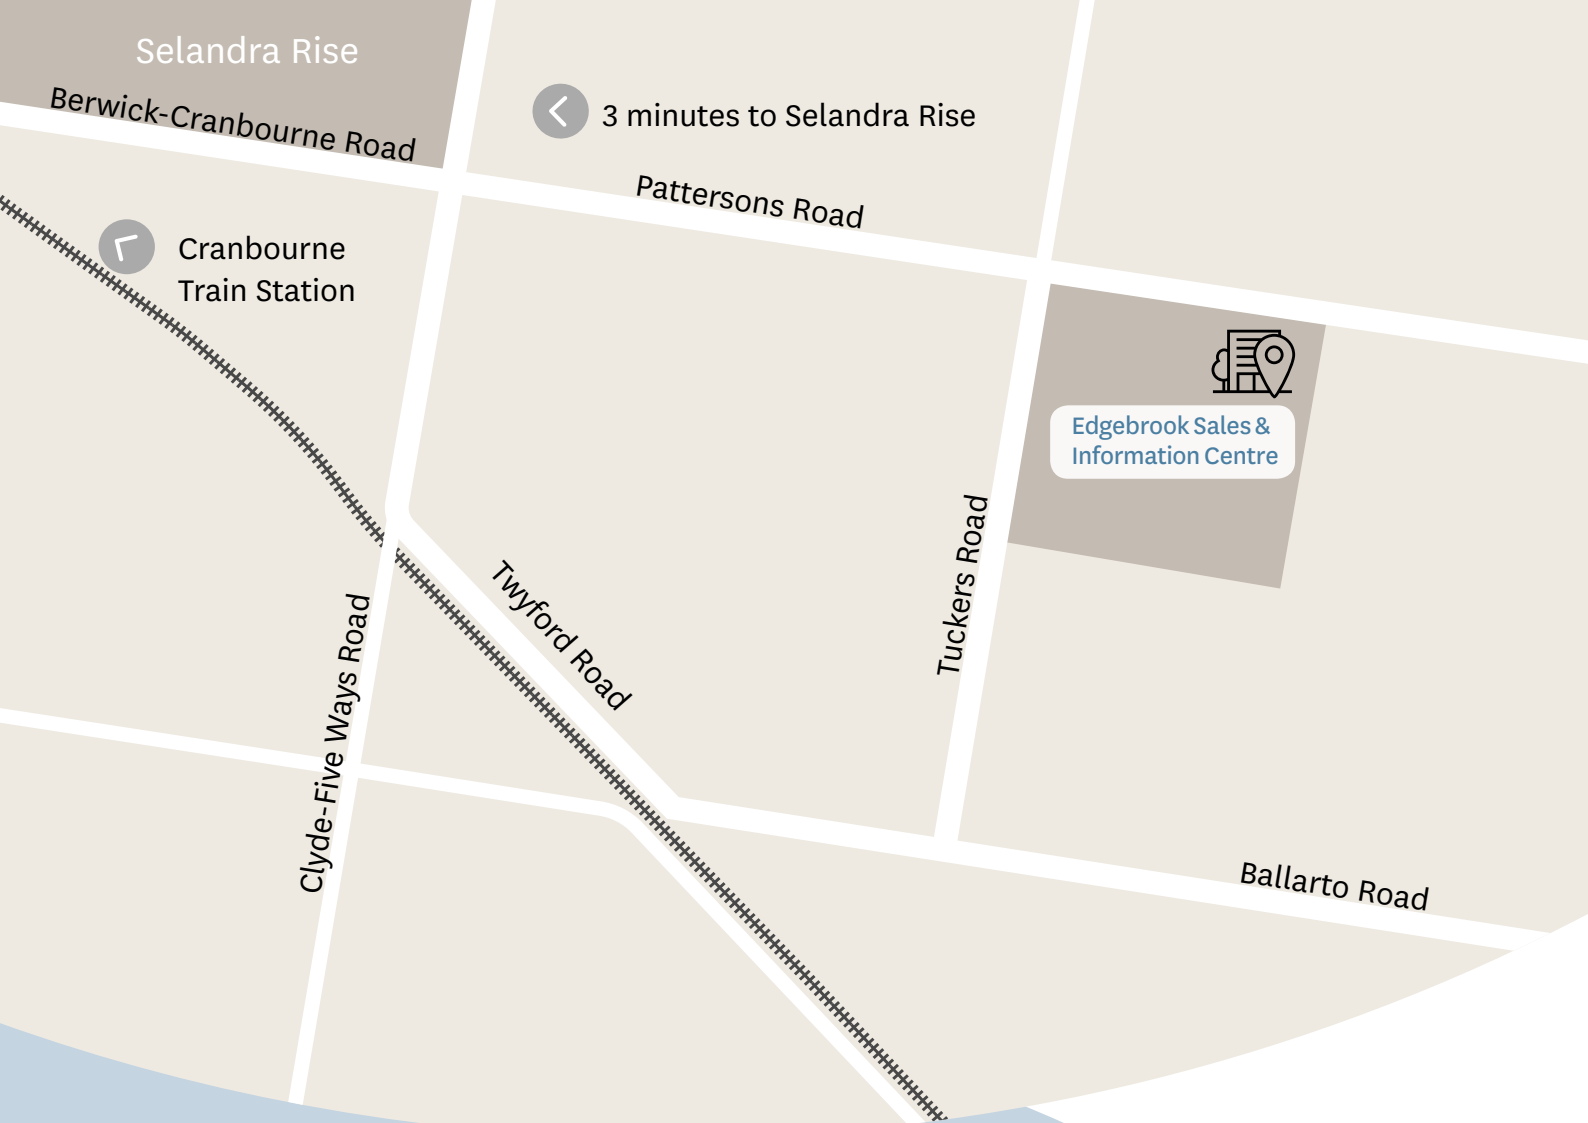 Selandra Rise
Berwick-Cranbourne Road
3 minutes to Selandra Rise
Pattersons Road
Cranbourne
Train Station
Edgebrook Sales &
Information Centre
Tuckers Road
Twyford Road
Clyde-Five Ways Road
Ballarto Road